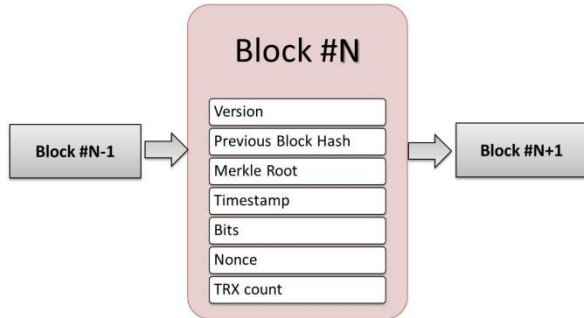 Block #N
Block #N-1
Version
Previous Block Hash
Merkle Root
Timestamp
Bits
Nonce
TRX count
Block #N+1